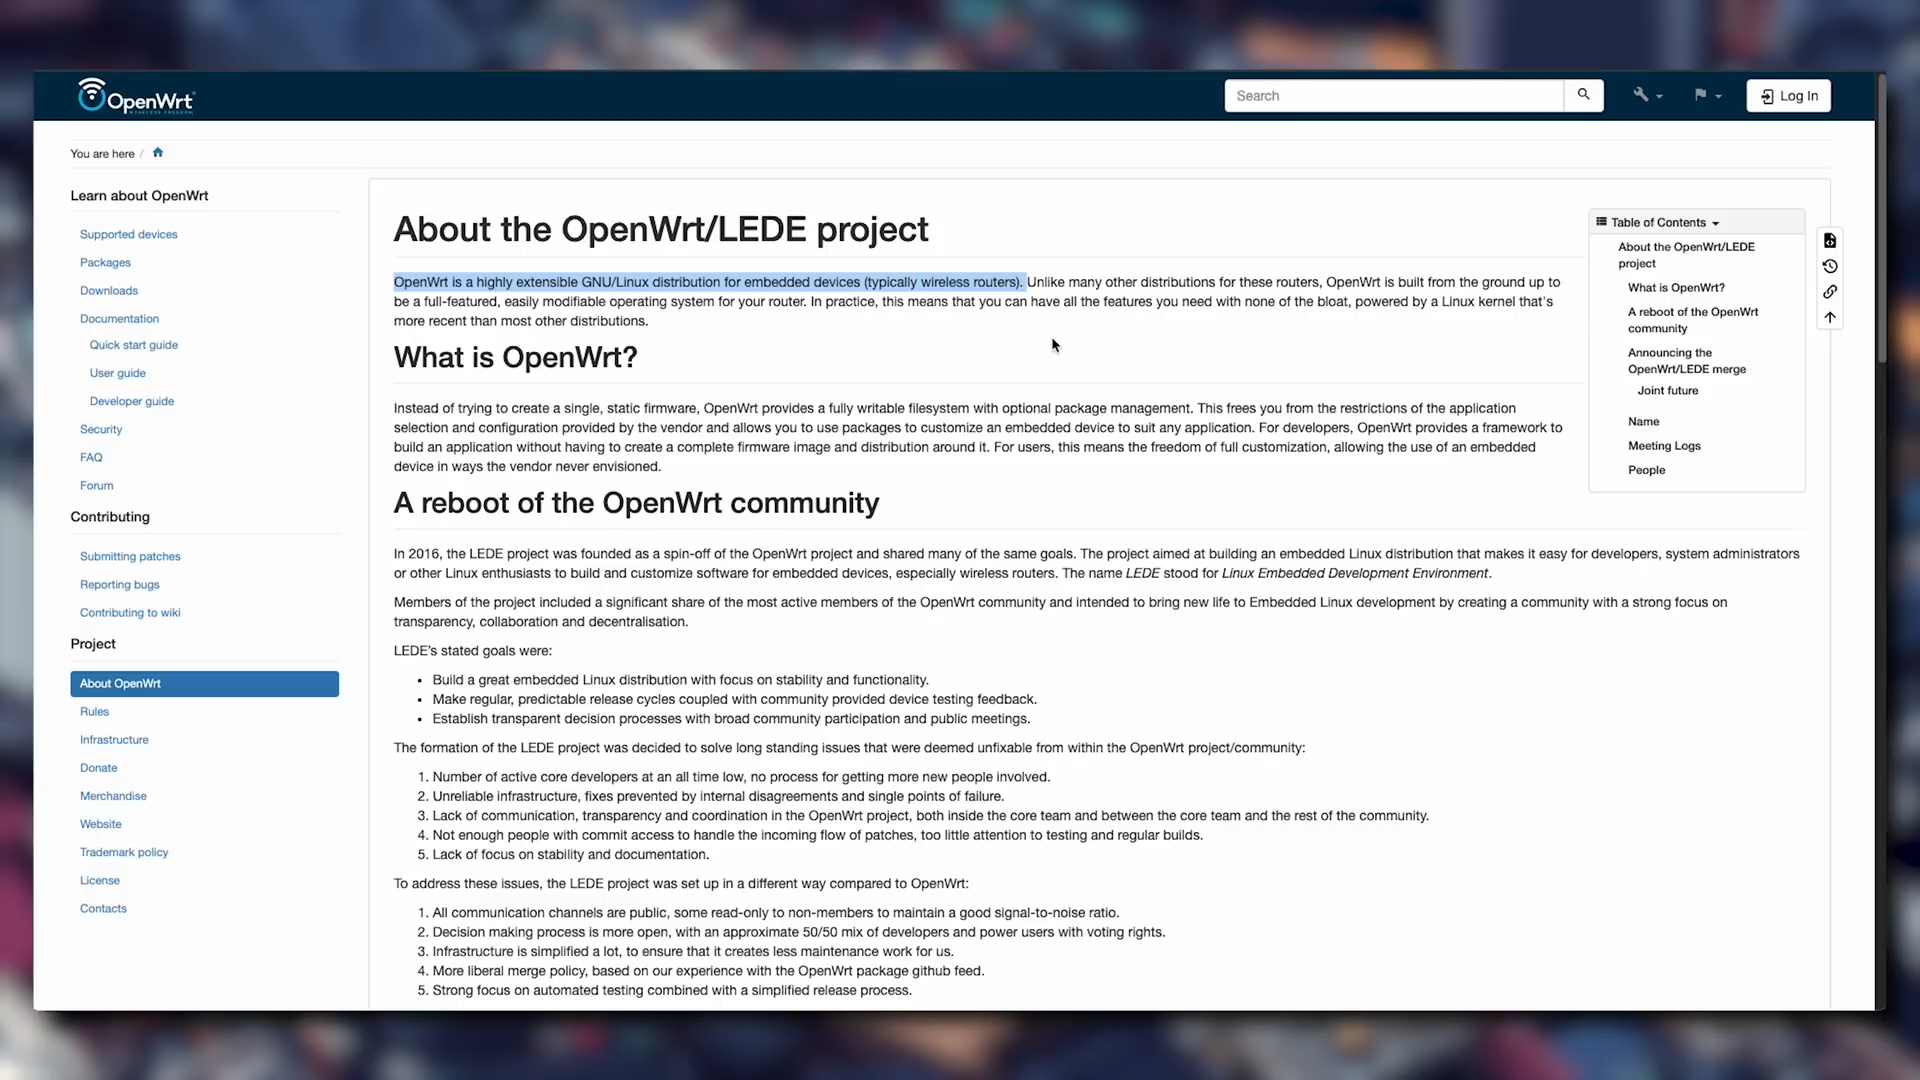 OpenWrt
Search
Log In
You are here /
Learn about OpenWrt
Supported devices
Packages
Downloads
Documentation
Quick start guide
User guide
Developer guide
Security
FAQ
Forum
Contributing
Submitting patches
Reporting bugs
Contributing to wiki
Project
About OpenWrt
Rules
Infrastructure
Donate
Merchandise
Website
Trademark policy
License
Contacts
About the OpenWrt/LEDE project
OpenWrt is a highly extensible GNU/Linux distribution for embedded devices (typically wireless routers). Unlike many other distributions for these routers, OpenWrt is built from the ground up to
be a full-featured, easily modifiable operating system for your router. In practice, this means that you can have all the features you need with none of the bloat, powered by a Linux kernel that's
more recent than most other distributions.
What is OpenWrt?
Instead of trying to create a single, static firmware, OpenWrt provides a fully writable filesystem with optional package management. This frees you from the restrictions of the application
selection and configuration provided by the vendor and allows you to use packages to customize an embedded device to suit any application. For developers, OpenWrt provides a framework to
build an application without having to create a complete firmware image and distribution around it. For users, this means the freedom of full customization, allowing the use of an embedded
device in ways the vendor never envisioned.
A reboot of the OpenWrt community
In 2016, the LEDE project was founded as a spin-off of the OpenWrt project and shared many of the same goals. The project aimed at building an embedded Linux distribution that makes it easy for developers, system administrators
or other Linux enthusiasts to build and customize software for embedded devices, especially wireless routers. The name LEDE stood for Linux Embedded Development Environment.
Members of the project included a significant share of the most active members of the OpenWrt community and intended to bring new life to Embedded Linux development by creating a community with a strong focus on
transparency, collaboration and decentralisation.
LEDE's stated goals were:
• Build a great embedded Linux distribution with focus on stability and functionality.
• Make regular, predictable release cycles coupled with community provided device testing feedback.
• Establish transparent decision processes with broad community participation and public meetings.
The formation of the LEDE project was decided to solve long standing issues that were deemed unfixable from within the OpenWrt project/community:
1. Number of active core developers at an all time low, no process for getting more new people involved.
2. Unreliable infrastructure, fixes prevented by internal disagreements and single points of failure.
3. Lack of communication, transparency and coordination in the OpenWrt project, both inside the core team and between the core team and the rest of the community.
4. Not enough people with commit access to handle the incoming flow of patches, too little attention to testing and regular builds.
5. Lack of focus on stability and documentation.
To address these issues, the LEDE project was set up in a different way compared to OpenWrt:
1. All communication channels are public, some read-only to non-members to maintain a good signal-to-noise ratio.
2. Decision making process is more open, with an approximate 50/50 mix of developers and power users with voting rights.
3. Infrastructure is simplified a lot, to ensure that it creates less maintenance work for us.
4. More liberal merge policy, based on our experience with the OpenWrt package github feed.
5. Strong focus on automated testing combined with a simplified release process.
Table of Contents
About the OpenWrt/LEDE
project
What is OpenWrt?
A reboot of the OpenWrt
community
Announcing the
OpenWrt/LEDE merge
Joint future
Name
Meeting Logs
People